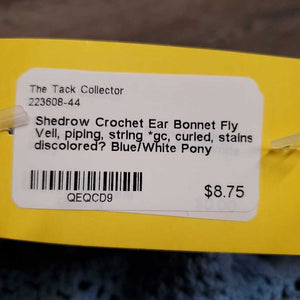 The Tack Collector
223608-44
Shedrow Crochet Ear Bonnet Fly
Veil, piping, string *gc, curled, stains
discolored? Blue/White Pony
$8.75
QEQCD9